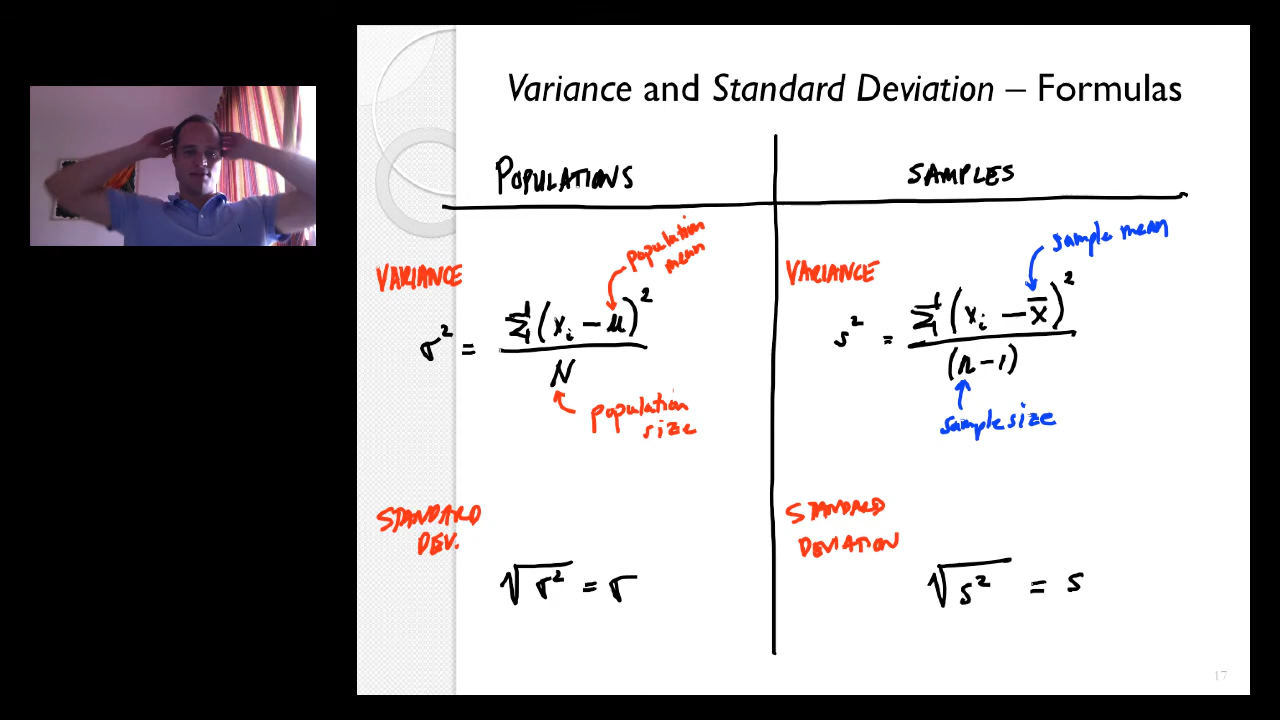 Variance and Standard Deviation – Formulas
POPULATIONS
SAMPLES
VARIANCE
population
mean
σ² = Σ(xᵢ − μ)² / N
population
size
VARIANCE
sample mean
s² = Σ(xᵢ − x̄)² / (n − 1)
sample size
STANDARD
DEV.
√σ² = σ
STANDARD
DEVIATION
√s² = s
17